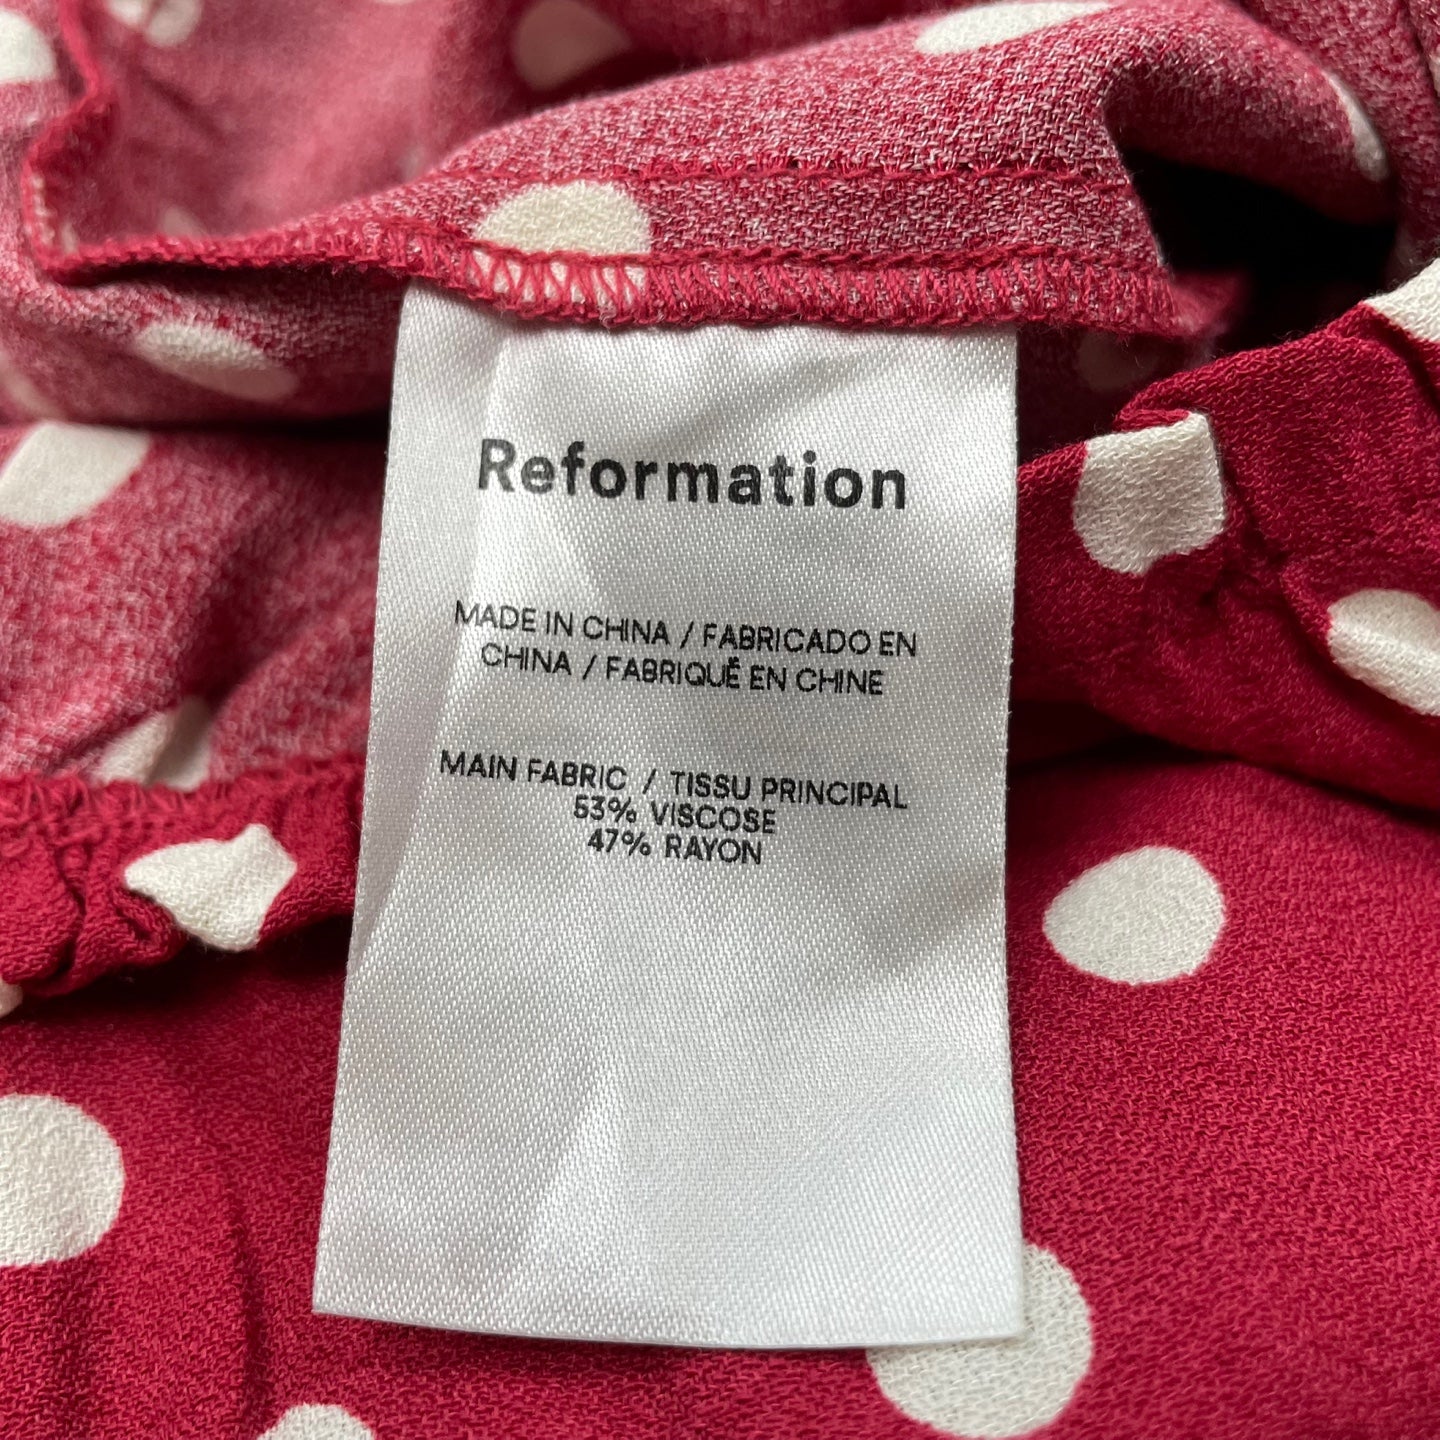 Reformation
MADE IN CHINA / FABRICADO EN
CHINA / FABRIQUÉ EN CHINE
MAIN FABRIC / TISSU PRINCIPAL
53% VISCOSE
47% RAYON